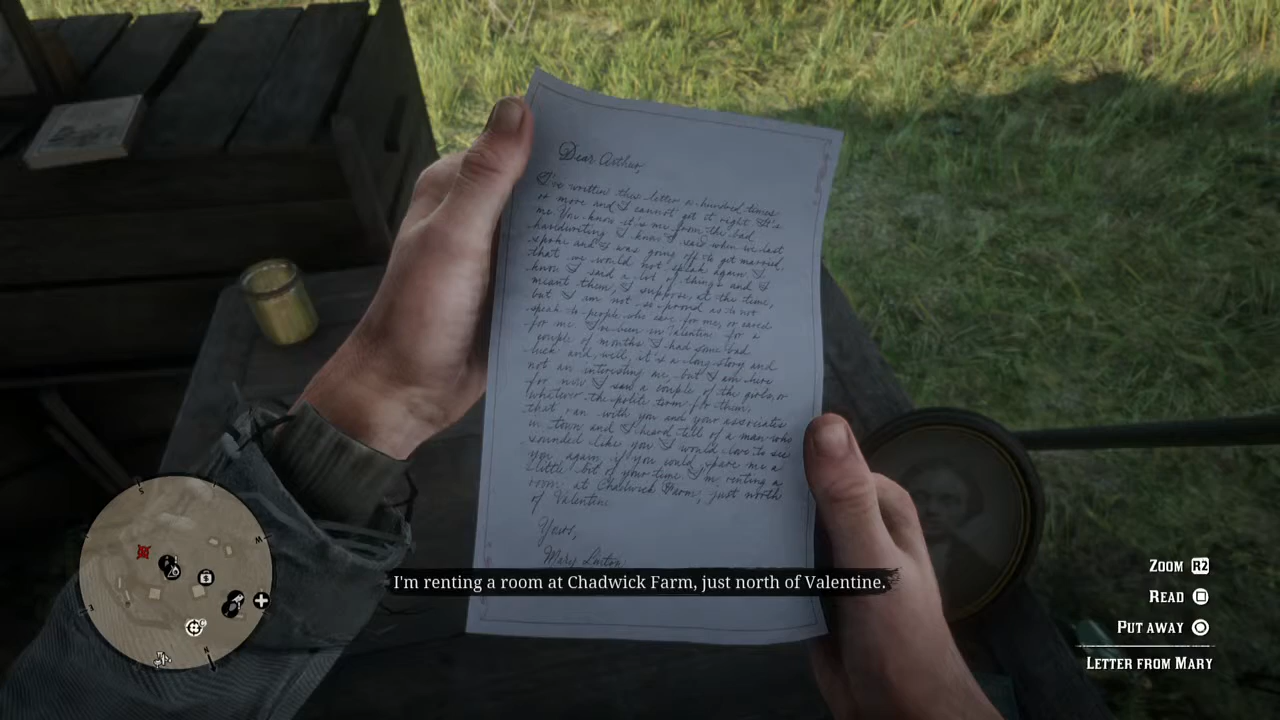 Dear Arthur,
I've written this letter a hundred times
or more and I cannot get it right. It's
me. You know it's me from the bad
handwriting. I know I said when we last
spoke and I was going off to get married
that we would not speak again. I
know I said a lot of things and I
meant them, I suppose, at the time,
but I am not so proud as to not
speak to people who care for me, or cared
for me. I've been in Valentine for a
couple of months. I had some bad
luck and, well, it's a long story and
not an interesting one, but I am here
for now. I saw a couple of the girls, or
whatever the polite term for them,
that ran with you and your associates
in town and I heard tell of a man who
sounded like you. I would love to see
you again, if you could spare me a
little bit of your time. I'm renting a
room at Chadwick Farm, just north
of Valentine.
Yours,
Mary Linton
I'm renting a room at Chadwick Farm, just north of Valentine.
ZOOM R2
READ
PUT AWAY
LETTER FROM MARY
S
W
E
N